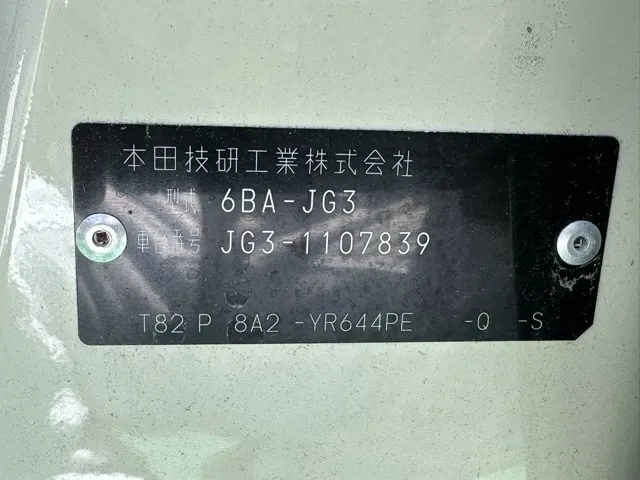 本田技研工業株式会社
型式 6BA-JG3
車台番号 JG3-1107839
T82 P 8A2 -YR644PE -Q -S